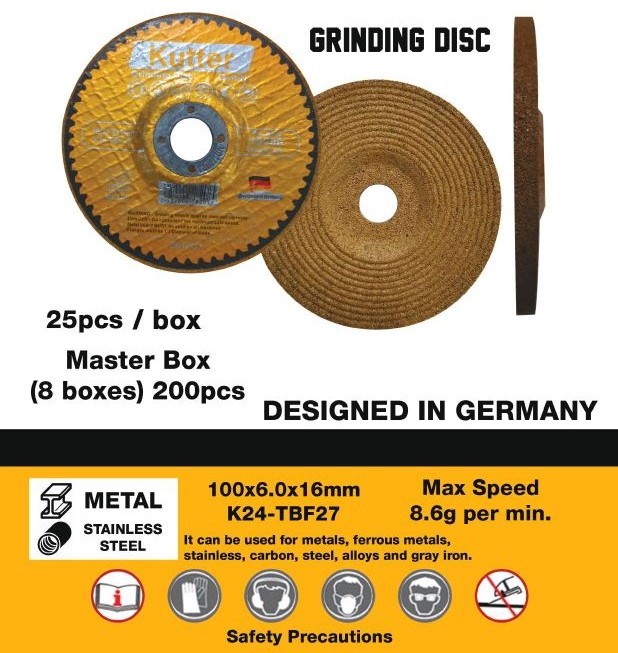 GRINDING DISC
Kutter
25pcs / box
Master Box
(8 boxes) 200pcs
DESIGNED IN GERMANY
METAL
STAINLESS
STEEL
100x6.0x16mm
K24-TBF27
Max Speed
8.6g per min.
It can be used for metals, ferrous metals,
stainless, carbon, steel, alloys and gray iron.
Safety Precautions